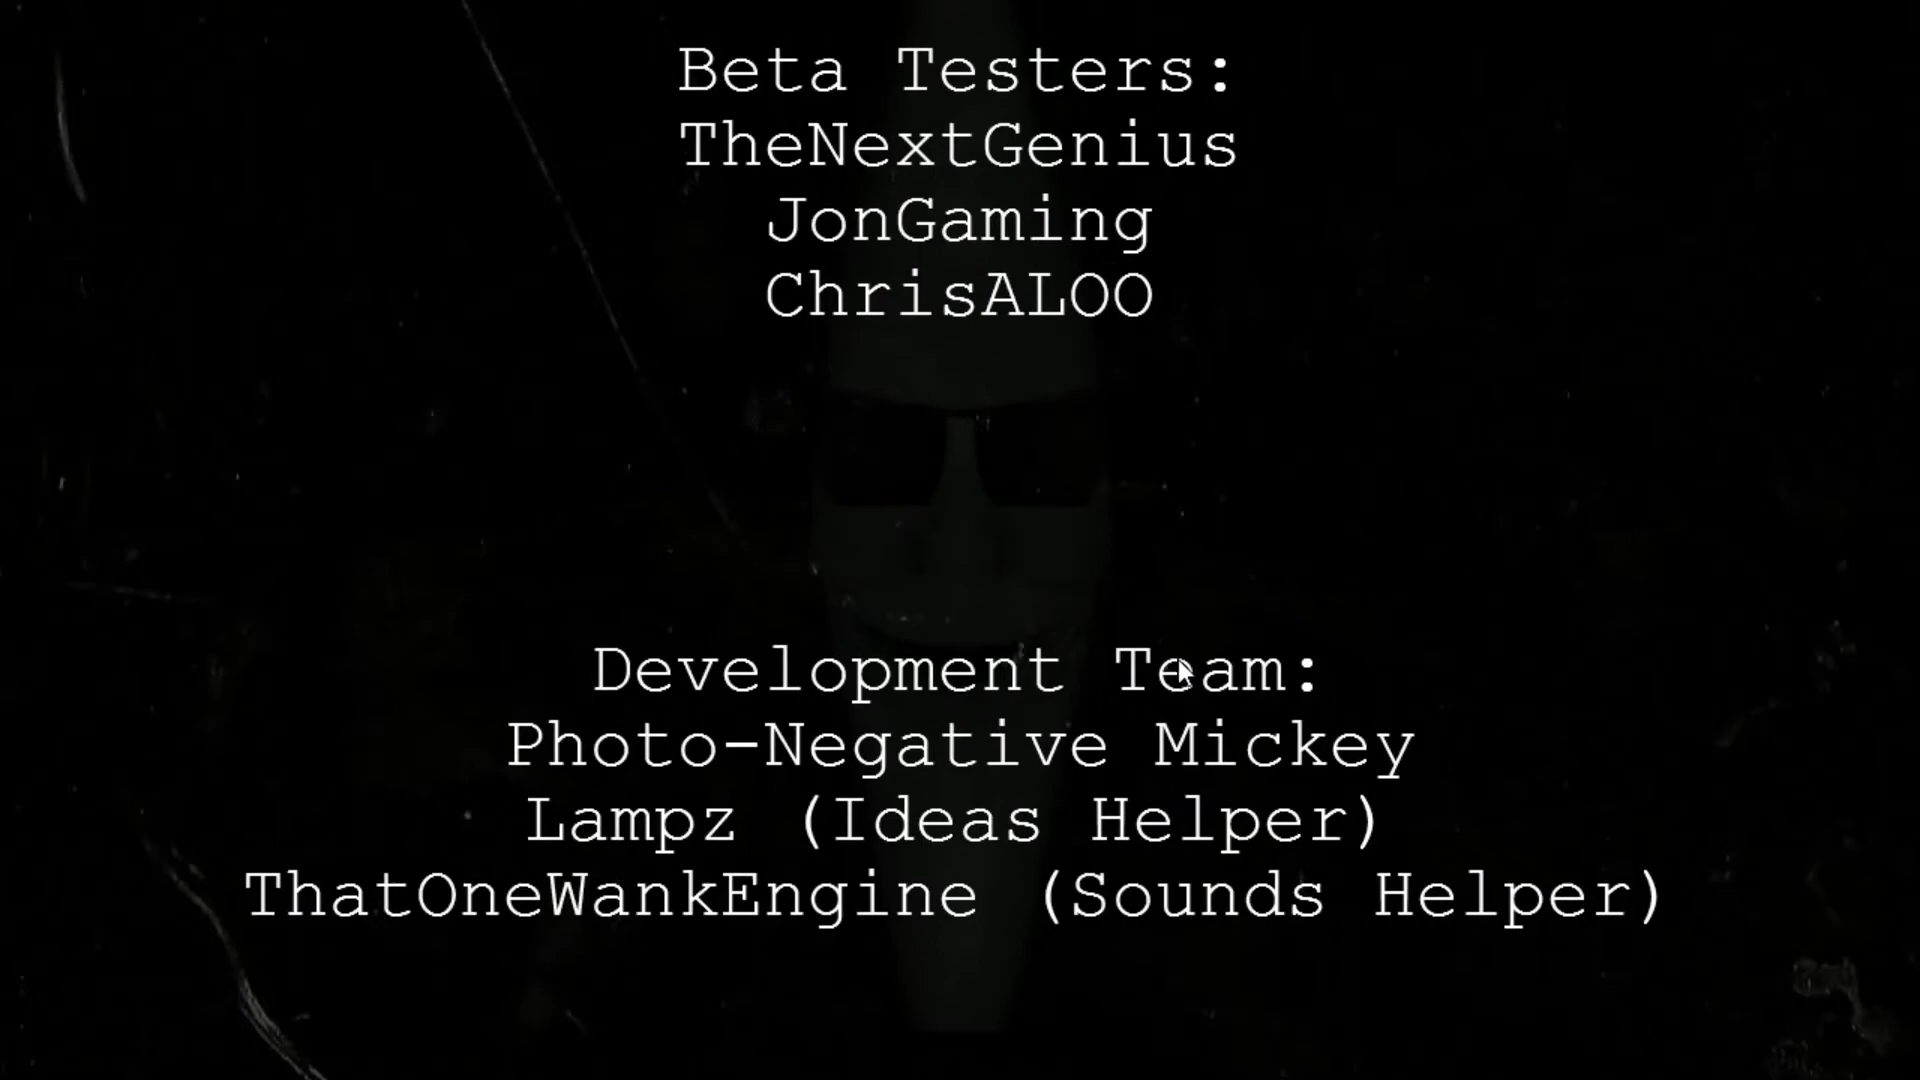 Beta Testers:
TheNextGenius
JonGaming
ChrisALOO
Development Team:
Photo-Negative Mickey
Lampz (Ideas Helper)
ThatOneWankEngine (Sounds Helper)